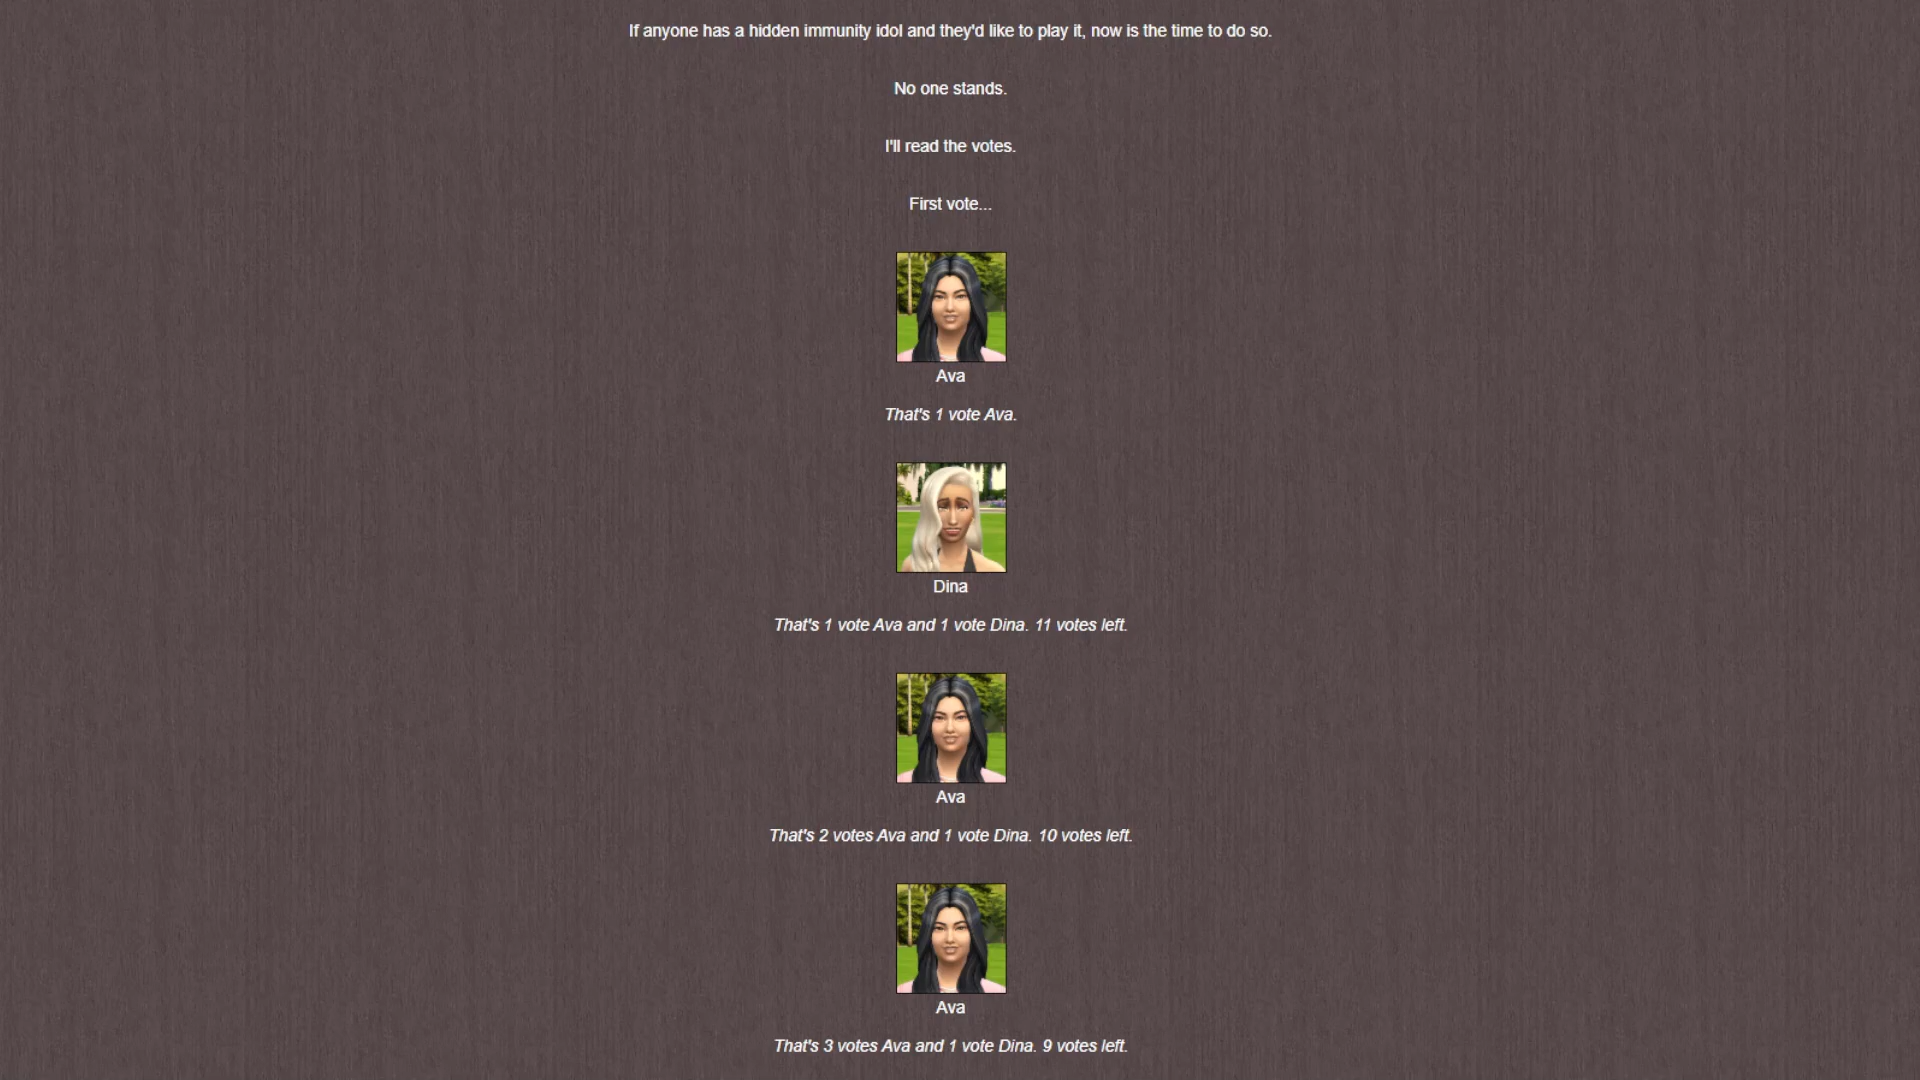 If anyone has a hidden immunity idol and they'd like to play it, now is the time to do so.
No one stands.
I'll read the votes.
First vote...
Ava
That's 1 vote Ava.
Dina
That's 1 vote Ava and 1 vote Dina. 11 votes left.
Ava
That's 2 votes Ava and 1 vote Dina. 10 votes left.
Ava
That's 3 votes Ava and 1 vote Dina. 9 votes left.